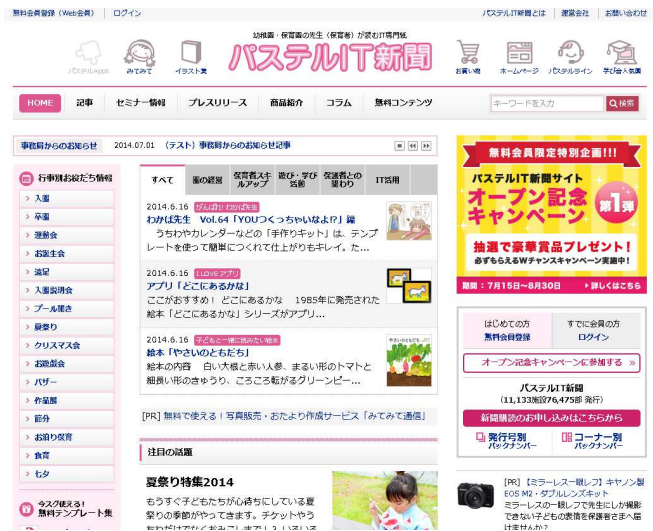 無料会員登録(Web会員)
ログイン
パステルIT新聞とは
運営会社
お問い合わせ
幼稚園・保育園の先生(保育者)が読むIT専門紙
パステルIT新聞
パステルApps
みてみて
イラスト集
お買い物
ホームページ
パステルライン
学び舎人気園
HOME
記事
セミナー情報
プレスリリース
商品紹介
コラム
無料コンテンツ
キーワードを入力
検索
事務局からのお知らせ
2014.07.01 (テスト)事務局からのお知らせ記事
行事別お役だち情報
入園
卒園
運動会
お誕生会
遠足
入園説明会
プール開き
夏祭り
クリスマス会
お遊戯会
バザー
作品展
節分
お泊り保育
食育
七夕
今スグ使える!
無料テンプレート集
すべて
園の経営
保育者スキルアップ
遊び・学び活動
保護者との関わり
IT活用
2014.6.16 がんばれ わかば先生
わかば先生 Vol.64「YOUつくっちゃいなよ!?」編
うちわやカレンダーなどの「手作りキット」は、テンプ
レートを使って簡単につくれて仕上がりもキレイ。た...
2014.6.16 I LOVE アプリ
アプリ「どこにあるかな」
ここがおすすめ! どこにあるかな 1985年に発売された
絵本「どこにあるかな」シリーズがアプリ...
2014.6.16 子どもと一緒に読みたい絵本
絵本「やさいのともだち」
絵本の内容 白い大根と赤い人参、まるい形のトマトと
細長い形のきゅうり、ころころ転がるグリーンピー...
[PR] 無料で使える!写真販売・おたより作成サービス「みてみて通信」
注目の話題
夏祭り特集2014
もうすぐ子どもたちが心待ちにしている夏
祭りの季節がやってきます。チケットやう
無料会員限定特別企画!!!
パステルIT新聞サイト
オープン記念
キャンペーン
第1弾
抽選で豪華賞品プレゼント!
必ずもらえるWチャンスキャンペーン実施中!
期間:7月15日〜8月30日
詳しくはこちら
はじめての方
無料会員登録
すでに会員の方
ログイン
オープン記念キャンペーンに参加する »
パステルIT新聞
(11,133施設76,475部 発行)
新聞購読のお申し込みはこちらから
発行号別
バックナンバー
コーナー別
バックナンバー
[PR] 【ミラーレス一眼レフ】キヤノン製
EOS M2・ダブルレンズキット
ミラーレスの一眼レフで先生にしか撮影
できない子どもの表情を保護者さまへ届
けませんか?